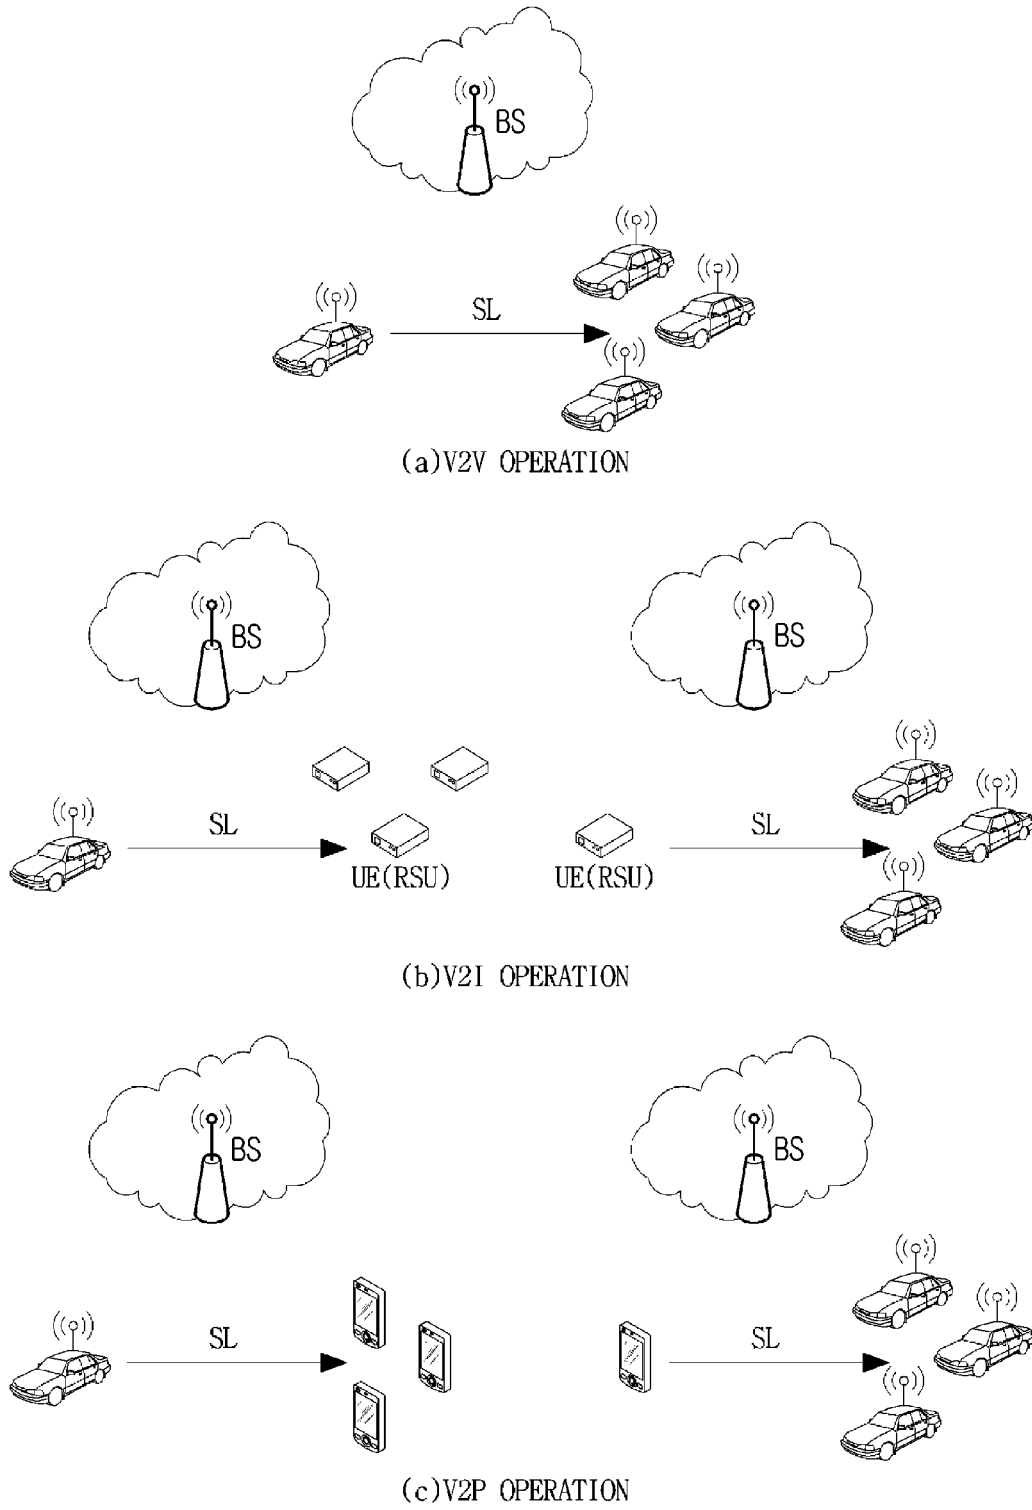 BS
SL
(a)V2V OPERATION
BS
BS
SL
SL
UE(RSU)
UE(RSU)
(b)V2I OPERATION
BS
BS
SL
SL
(c)V2P OPERATION